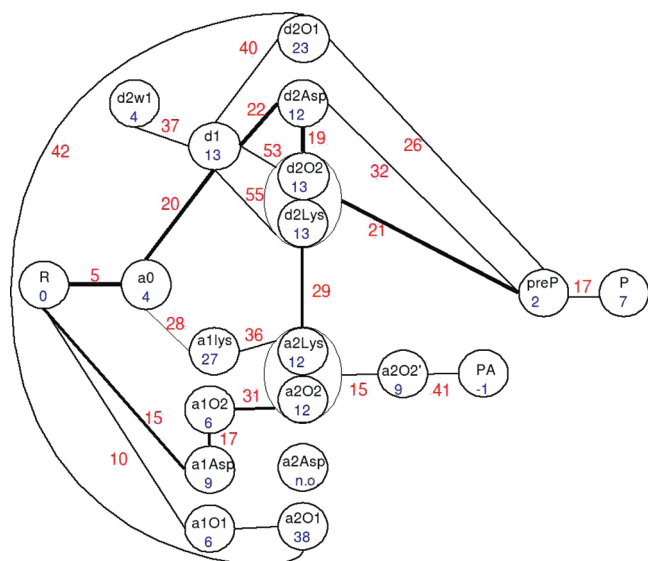 d2O1
23
40
d2w1
4
d2Asp
12
22
37
d1
13
19
26
42
53
d2O2
13
32
55
20
d2Lys
13
21
R
0
5
a0
4
29
preP
2
17
P
7
28
a1lys
27
36
a2Lys
12
a2O2
12
15
a2O2'
9
41
PA
-1
a1O2
6
31
15
17
a1Asp
9
a2Asp
n.o
10
a1O1
6
a2O1
38